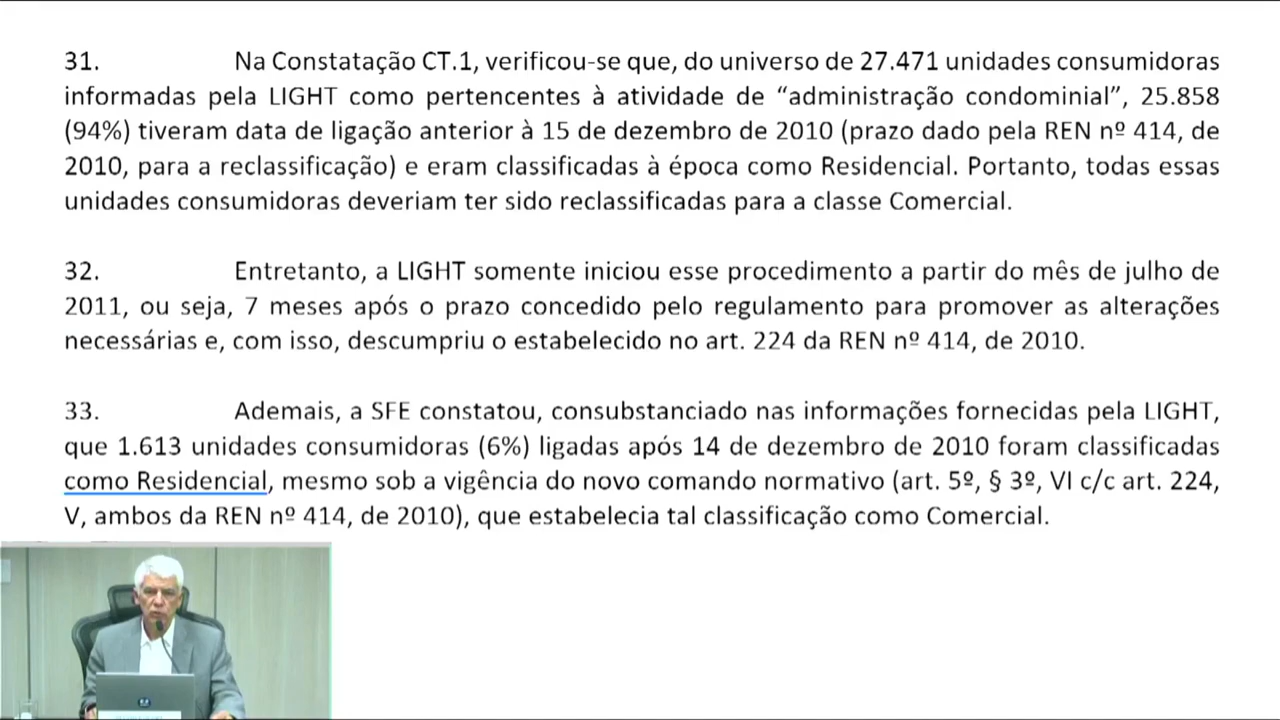 31. Na Constatação CT.1, verificou-se que, do universo de 27.471 unidades consumidoras
informadas pela LIGHT como pertencentes à atividade de “administração condominial”, 25.858
(94%) tiveram data de ligação anterior à 15 de dezembro de 2010 (prazo dado pela REN nº 414, de
2010, para a reclassificação) e eram classificadas à época como Residencial. Portanto, todas essas
unidades consumidoras deveriam ter sido reclassificadas para a classe Comercial.
32. Entretanto, a LIGHT somente iniciou esse procedimento a partir do mês de julho de
2011, ou seja, 7 meses após o prazo concedido pelo regulamento para promover as alterações
necessárias e, com isso, descumpriu o estabelecido no art. 224 da REN nº 414, de 2010.
33. Ademais, a SFE constatou, consubstanciado nas informações fornecidas pela LIGHT,
que 1.613 unidades consumidoras (6%) ligadas após 14 de dezembro de 2010 foram classificadas
como Residencial, mesmo sob a vigência do novo comando normativo (art. 5º, § 3º, VI c/c art. 224,
V, ambos da REN nº 414, de 2010), que estabelecia tal classificação como Comercial.